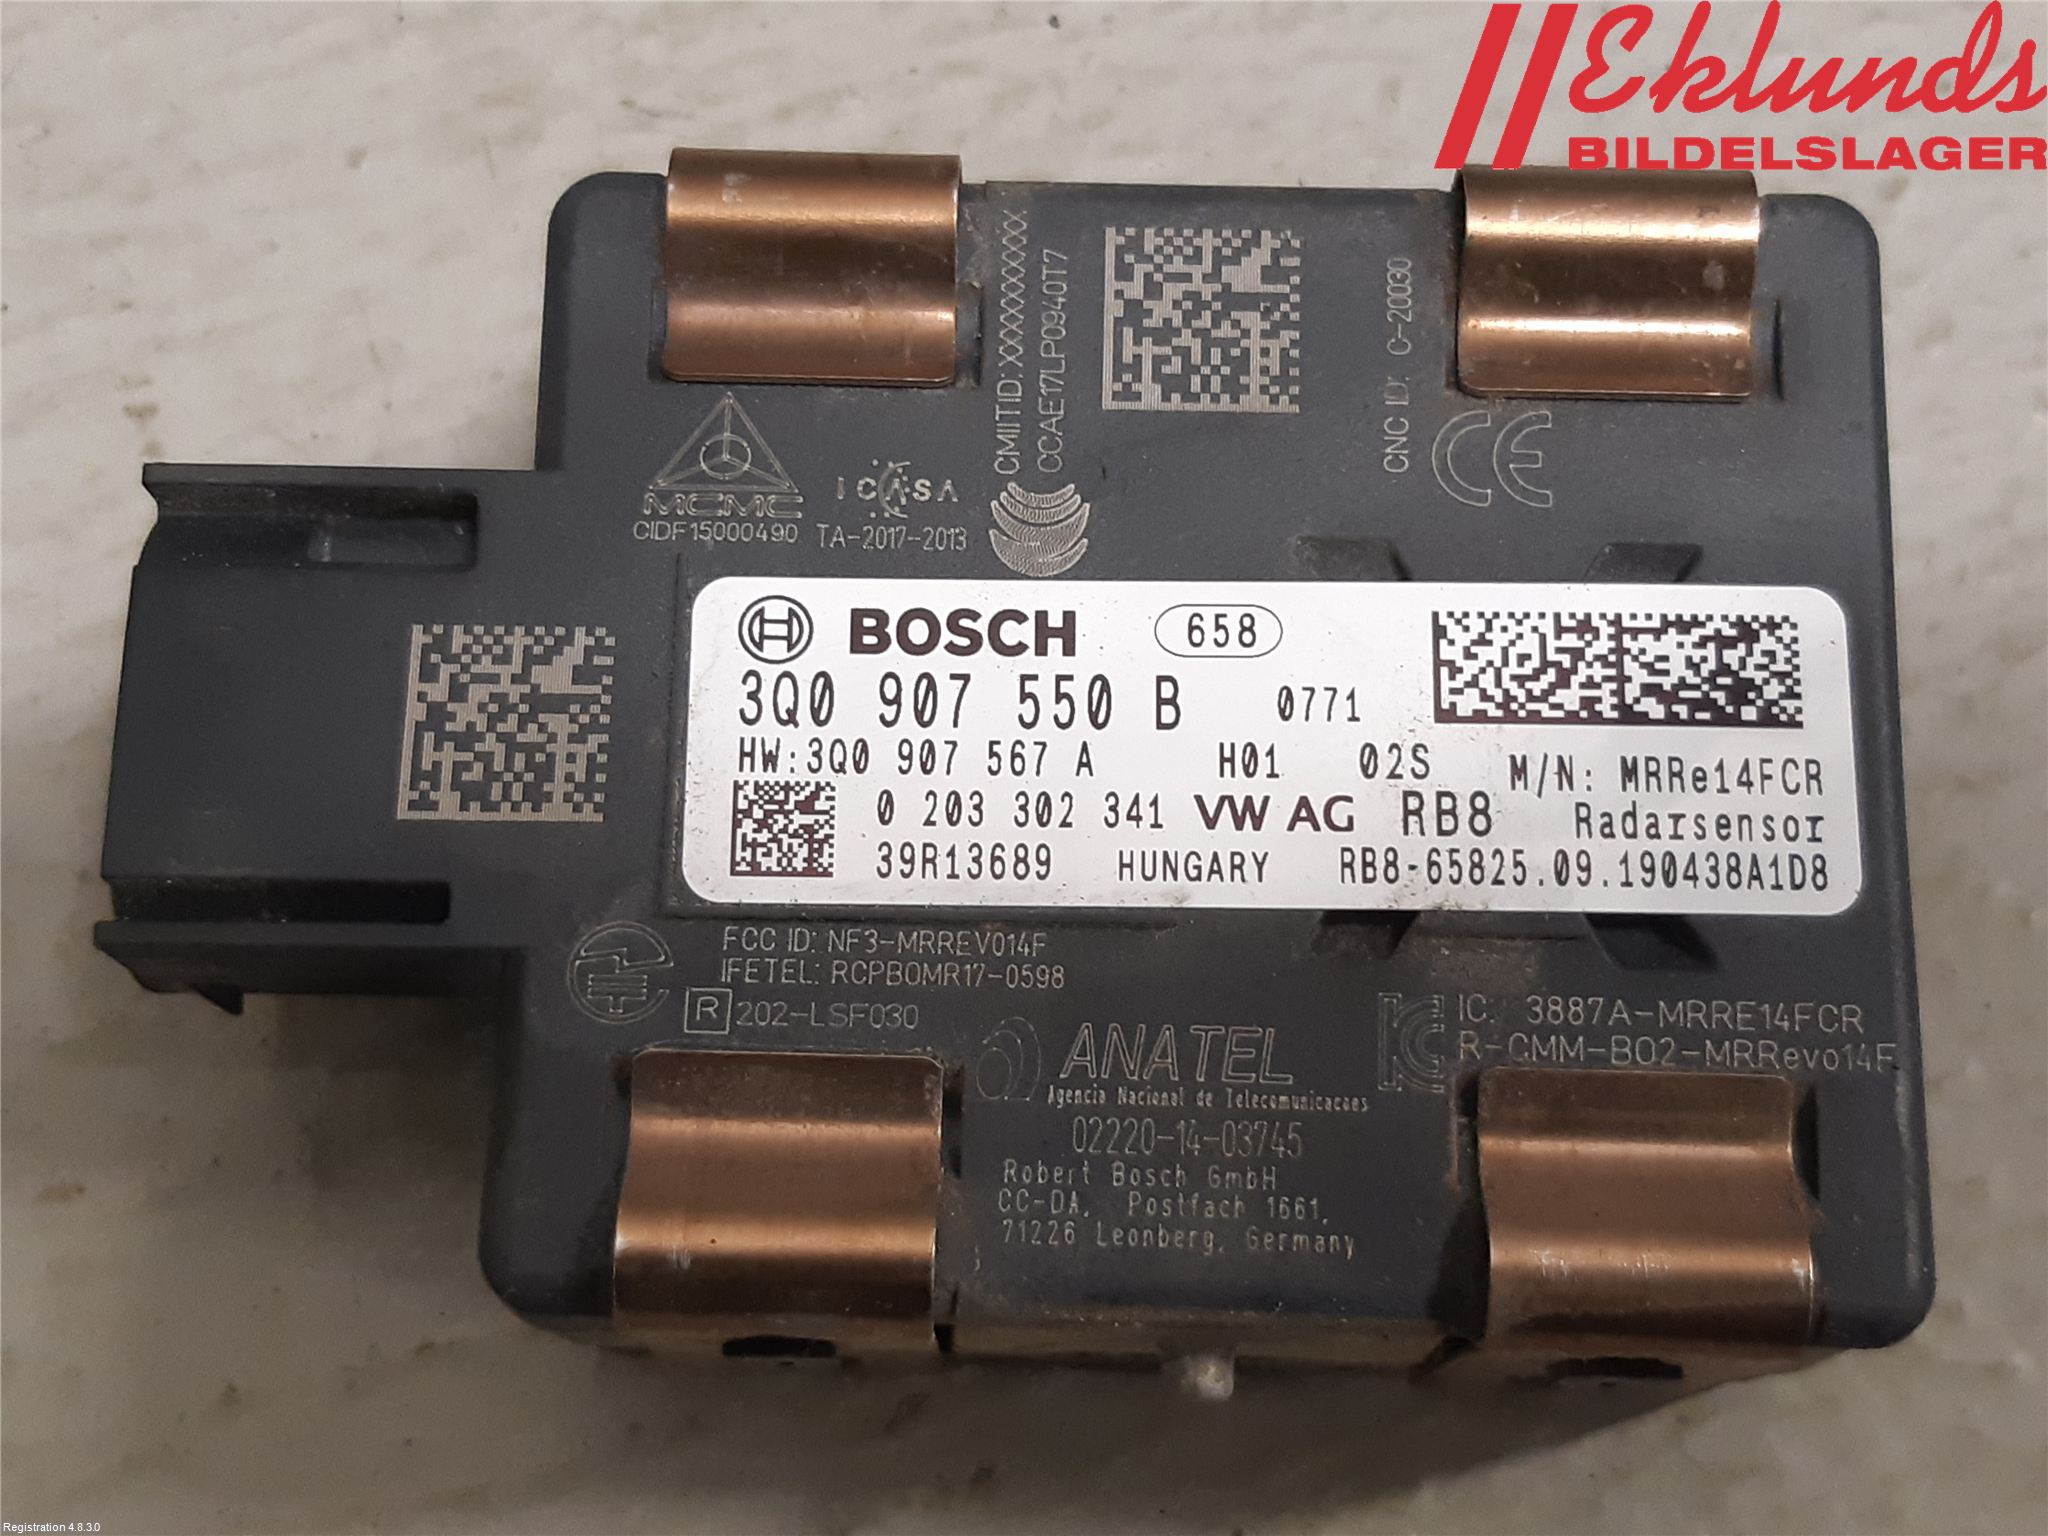 Eklunds
BILDELSLAGER
CMIIT ID: XXXXXXXXXX
CCAE17LP0940T7
CNC ID: C-20030
MCMC
CIDF15000490
ICASA
TA-2017-2013
CE
BOSCH 658
3Q0 907 550 B 0771
HW:3Q0 907 567 A H01 02S M/N: MRRe14FCR
0 203 302 341 VW AG RB8 Radarsensor
39R13689 HUNGARY RB8-65825.09.190438A1D8
FCC ID: NF3-MRREVO14F
IFETEL: RCPBOMR17-0598
R 202-LSF030
IC: 3887A-MRRE14FCR
R-CMM-BO2-MRRevo14F
ANATEL
Agencia Nacional de Telecomunicacoes
02220-14-03745
Robert Bosch GmbH
CC-DA, Postfach 1661,
71226 Leonberg, Germany
Registration 4.8.3.0